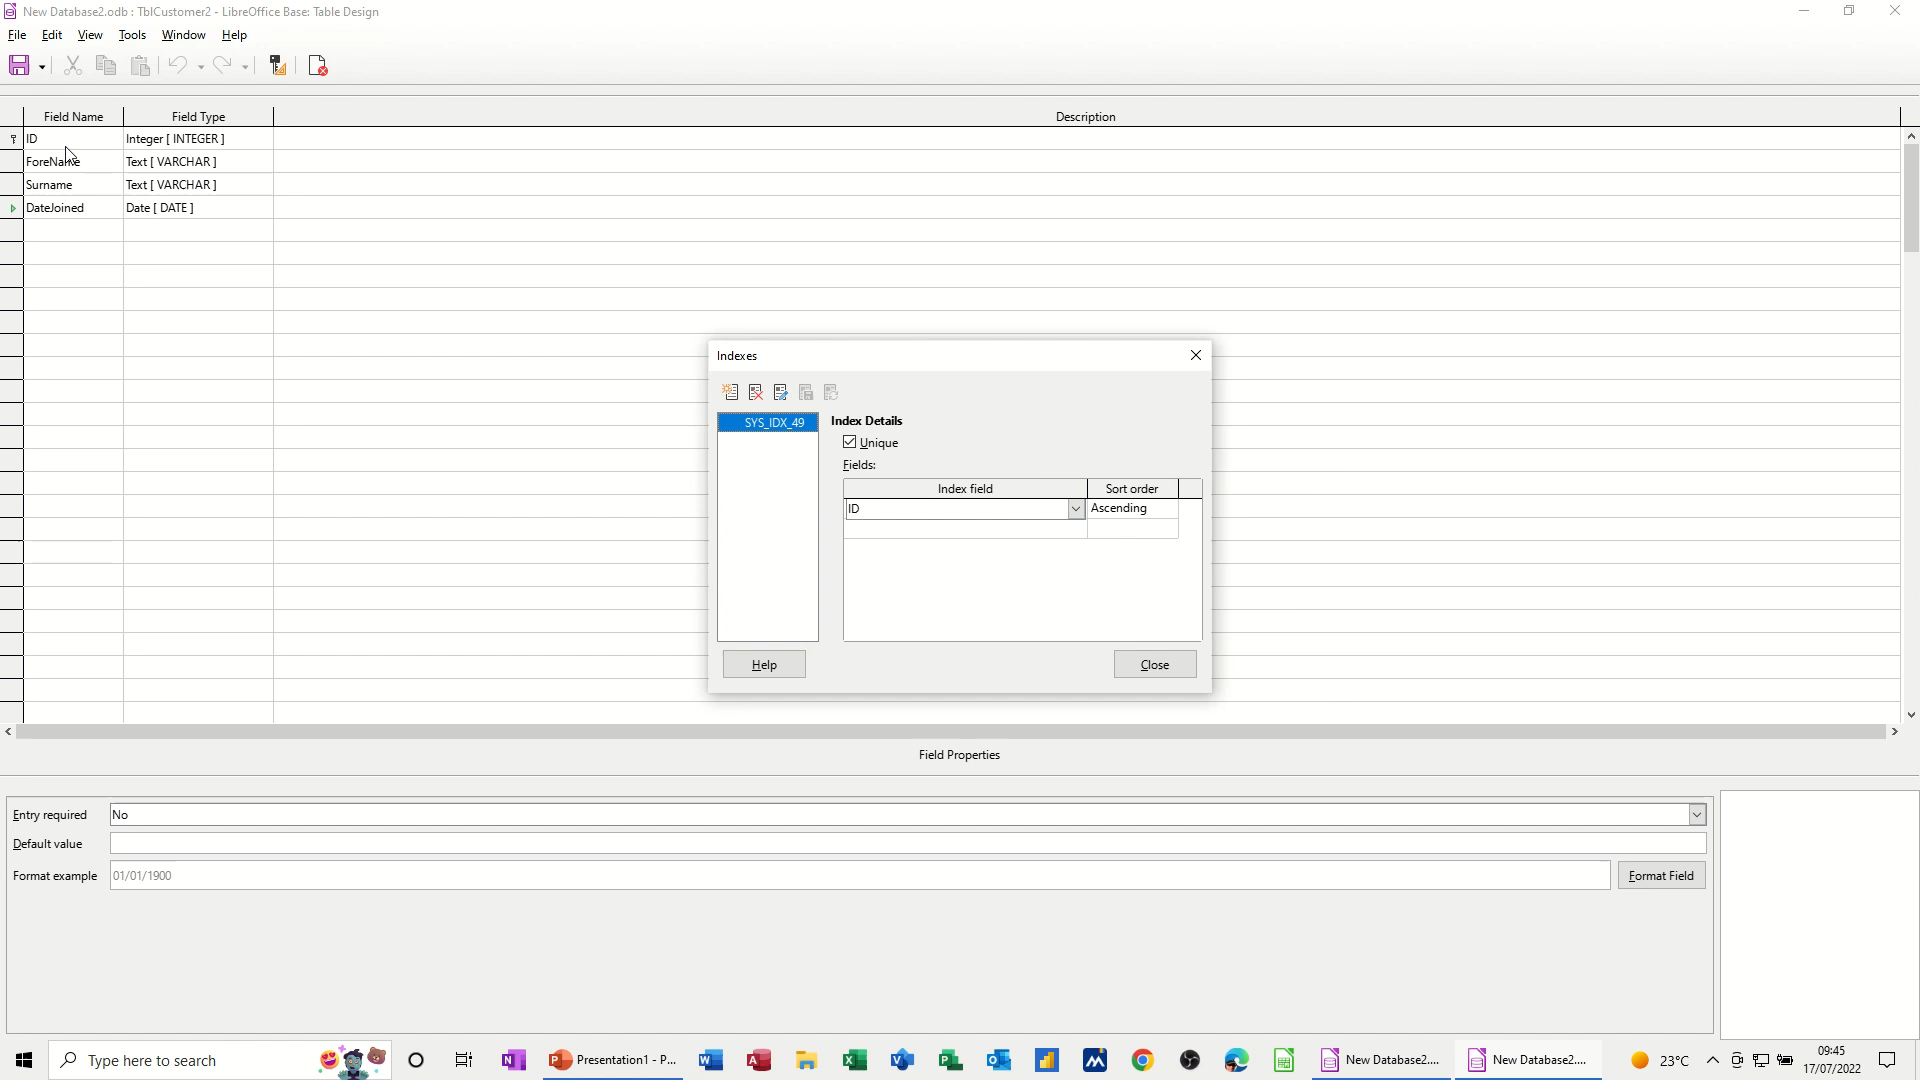 New Database2.odb : TblCustomer2 - LibreOffice Base: Table Design
File Edit View Tools Window Help
Field Name Field Type Description
ID Integer [ INTEGER ]
ForeName Text [ VARCHAR ]
Surname Text [ VARCHAR ]
DateJoined Date [ DATE ]
Indexes
SYS_IDX_49
Index Details
Unique
Fields:
Index field Sort order
ID Ascending
Help Close
Field Properties
Entry required No
Default value
Format example 01/01/1900 Format Field
Type here to search
Presentation1 - P...
New Database2....
New Database2....
23°C
09:45
17/07/2022